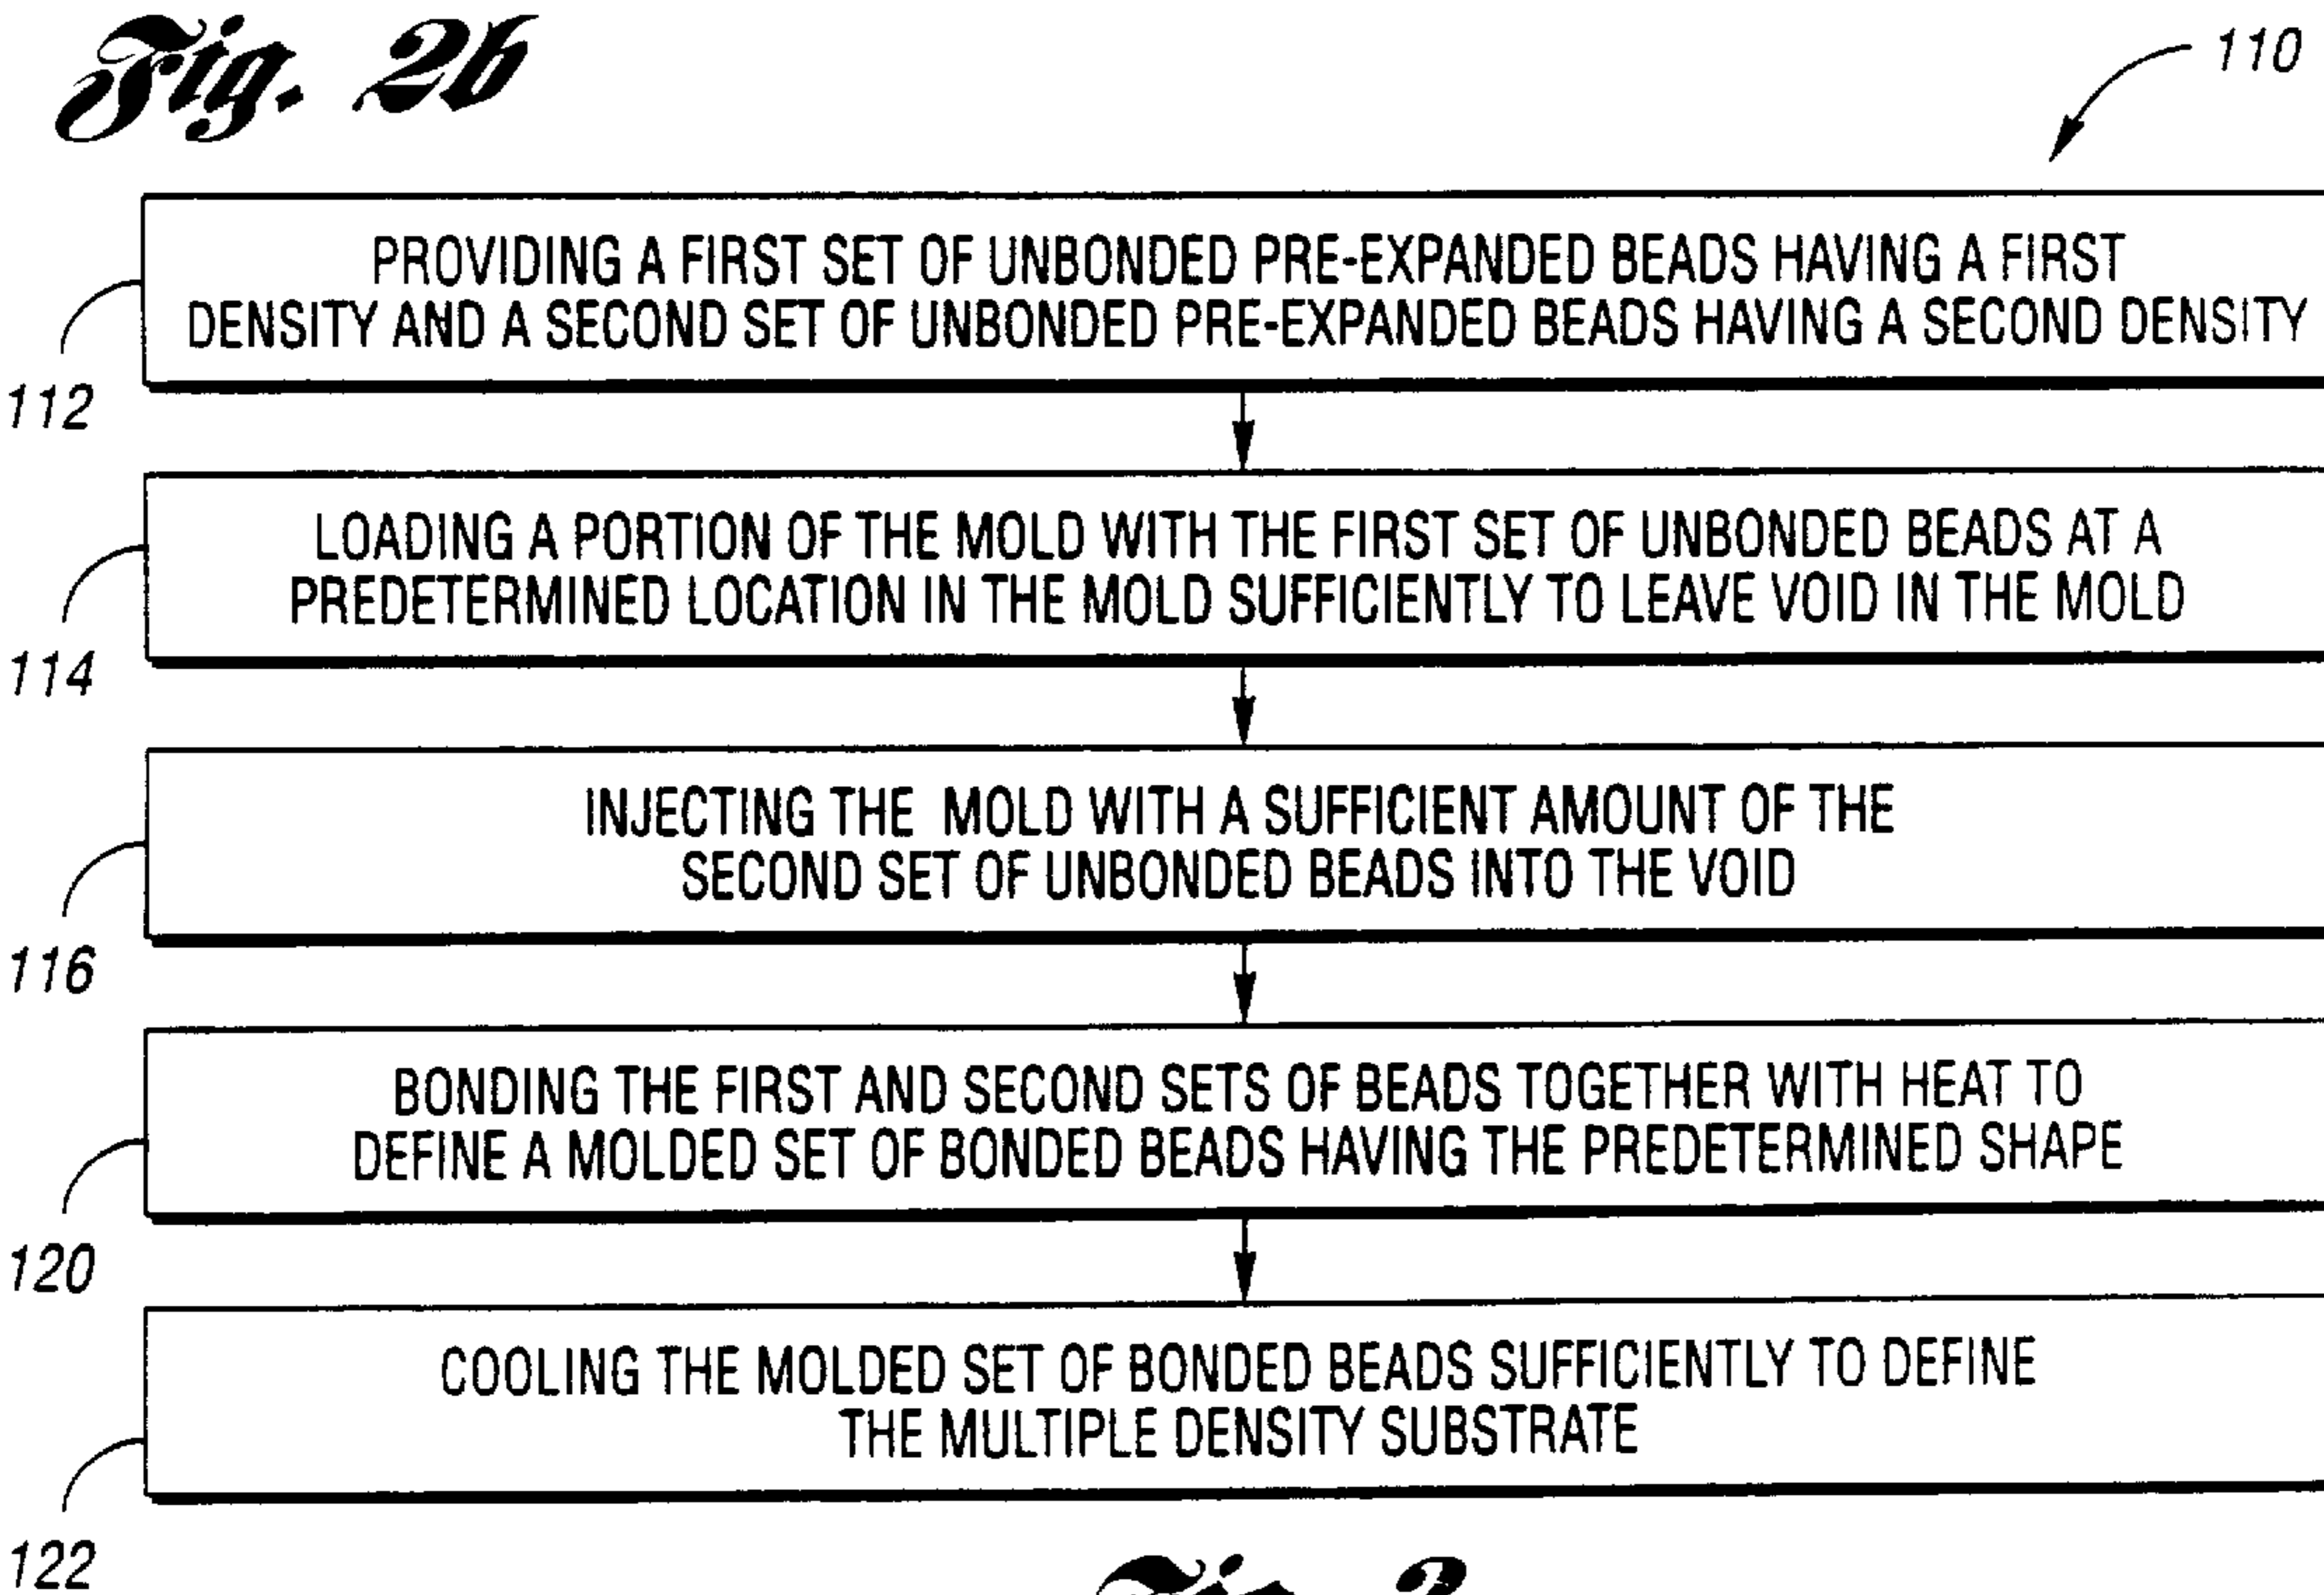 Fig. 2b
110
PROVIDING A FIRST SET OF UNBONDED PRE-EXPANDED BEADS HAVING A FIRST
DENSITY AND A SECOND SET OF UNBONDED PRE-EXPANDED BEADS HAVING A SECOND DENSITY
112
LOADING A PORTION OF THE MOLD WITH THE FIRST SET OF UNBONDED BEADS AT A
PREDETERMINED LOCATION IN THE MOLD SUFFICIENTLY TO LEAVE VOID IN THE MOLD
114
INJECTING THE MOLD WITH A SUFFICIENT AMOUNT OF THE
SECOND SET OF UNBONDED BEADS INTO THE VOID
116
BONDING THE FIRST AND SECOND SETS OF BEADS TOGETHER WITH HEAT TO
DEFINE A MOLDED SET OF BONDED BEADS HAVING THE PREDETERMINED SHAPE
120
COOLING THE MOLDED SET OF BONDED BEADS SUFFICIENTLY TO DEFINE
THE MULTIPLE DENSITY SUBSTRATE
122